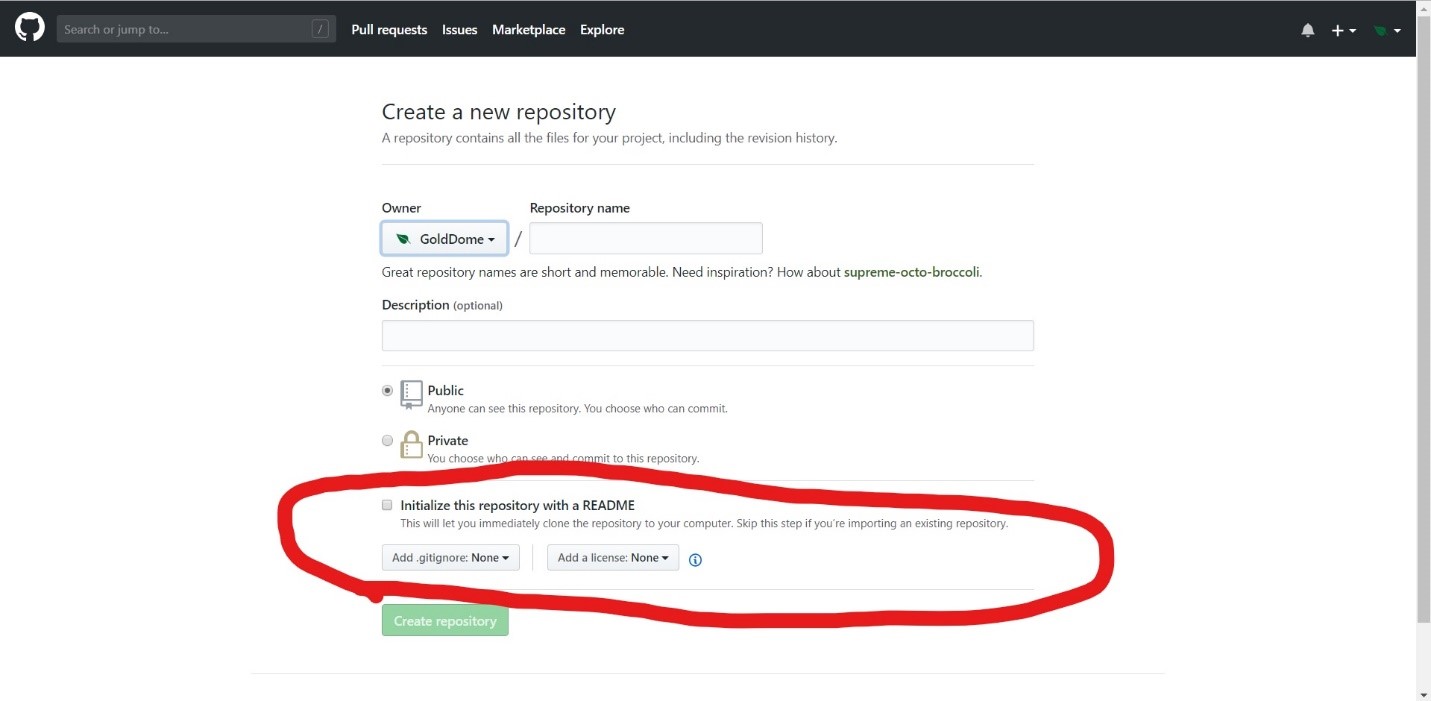 Search or jump to... /
Pull requests Issues Marketplace Explore
Create a new repository
A repository contains all the files for your project, including the revision history.
Owner Repository name
GoldDome /
Great repository names are short and memorable. Need inspiration? How about supreme-octo-broccoli.
Description (optional)
Public
Anyone can see this repository. You choose who can commit.
Private
You choose who can see and commit to this repository.
Initialize this repository with a README
This will let you immediately clone the repository to your computer. Skip this step if you're importing an existing repository.
Add .gitignore: None Add a license: None
Create repository